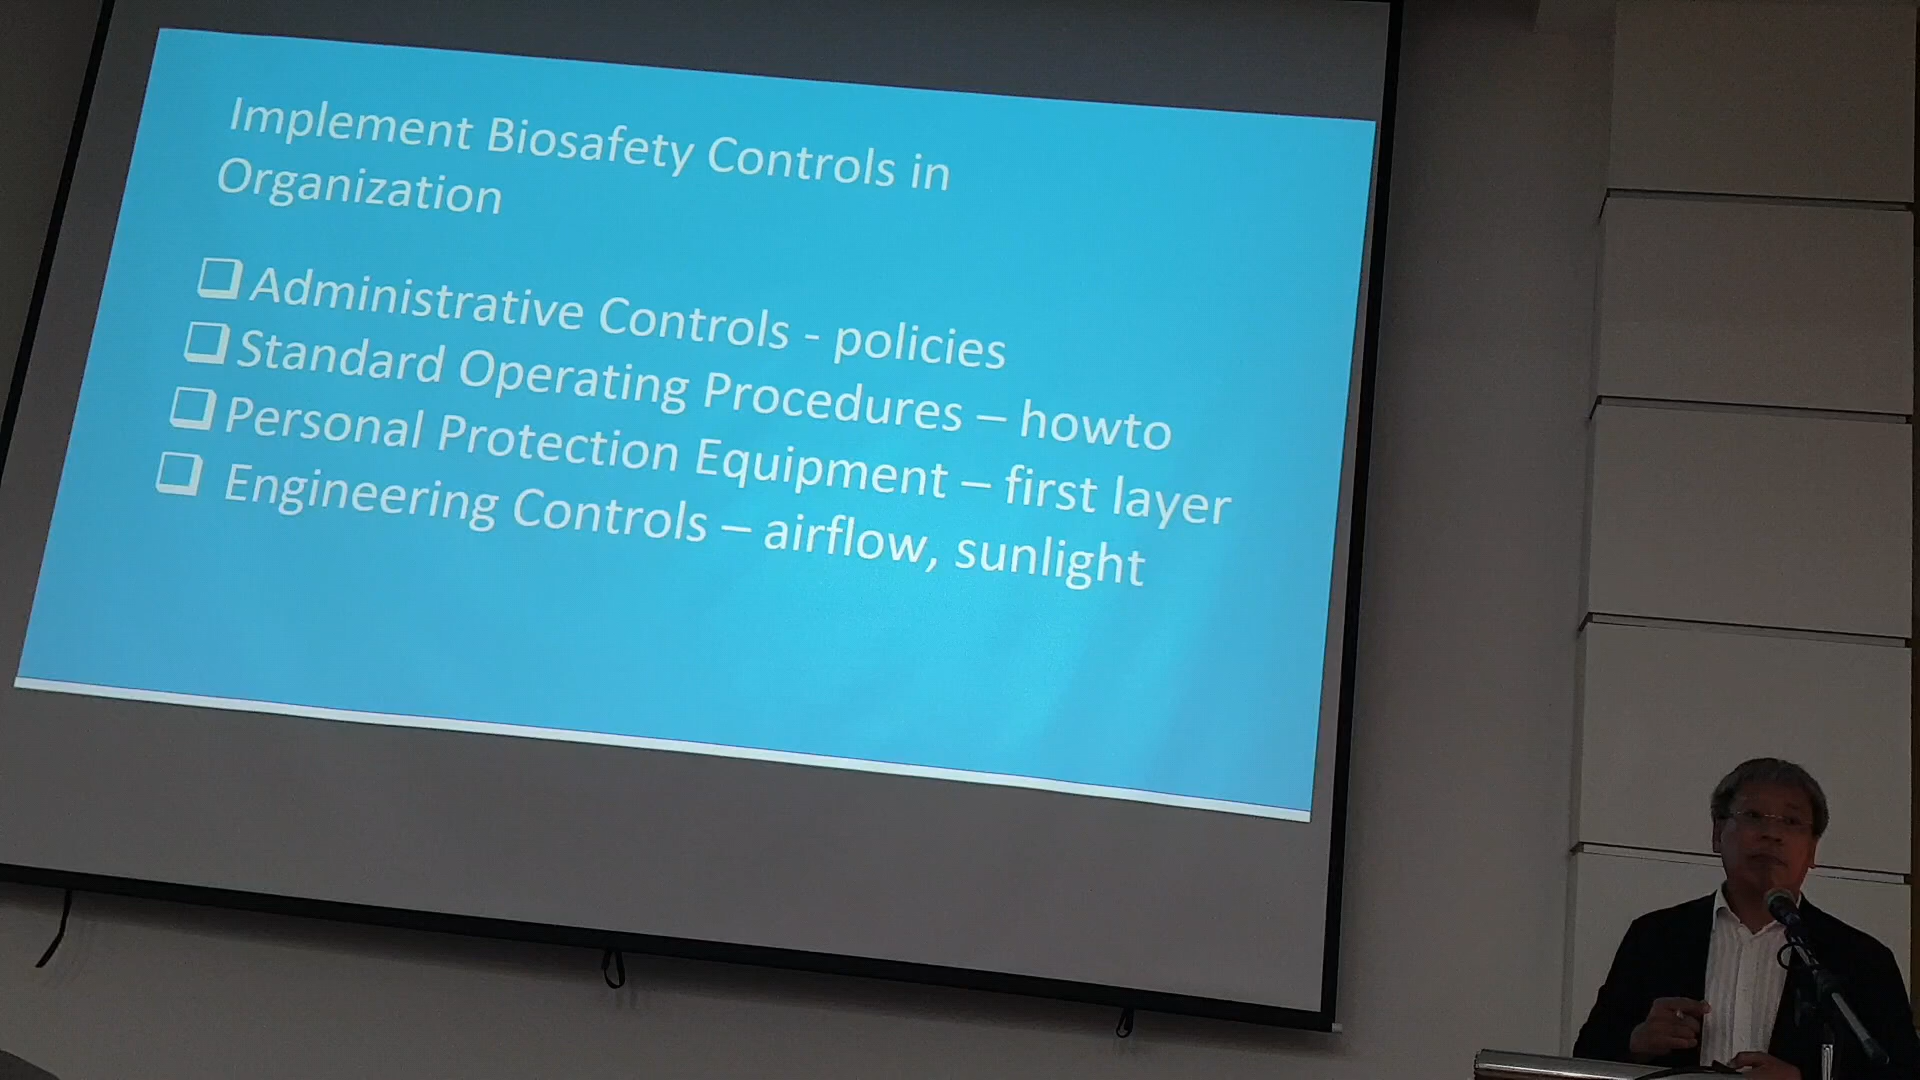 Implement Biosafety Controls in
Organization
❑ Administrative Controls - policies
❑ Standard Operating Procedures – howto
❑ Personal Protection Equipment – first layer
❑ Engineering Controls – airflow, sunlight